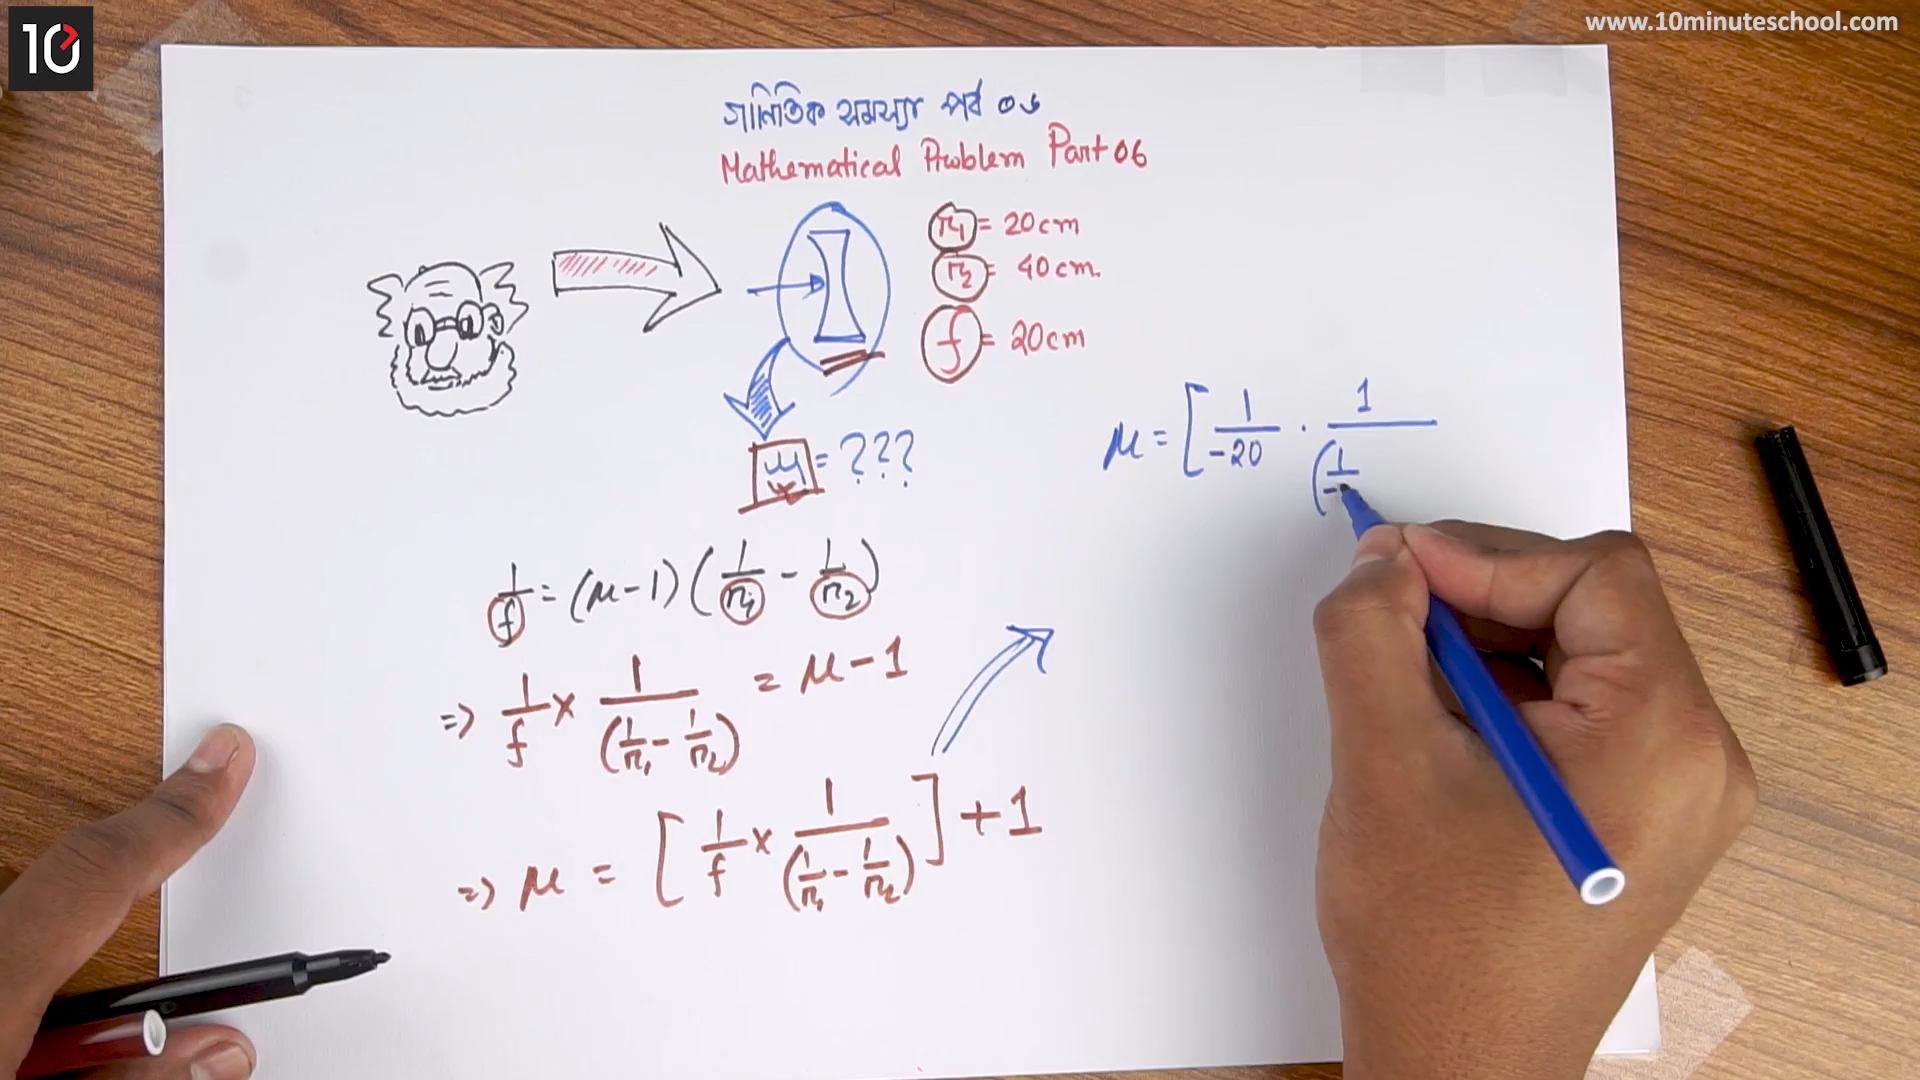 10
www.10minuteschool.com
গাণিতিক সমস্যা পর্ব ০৬
Mathematical Problem Part 06
r₁ = 20cm
r₂ = 40cm.
f = 20cm
μ = ???
1/f = (μ-1) (1/r₁ - 1/r₂)
=> 1/f × 1/(1/r₁ - 1/r₂) = μ-1
=> μ = [1/f × 1/(1/r₁ - 1/r₂)] + 1
μ = [1/-20 · 1/(1/-